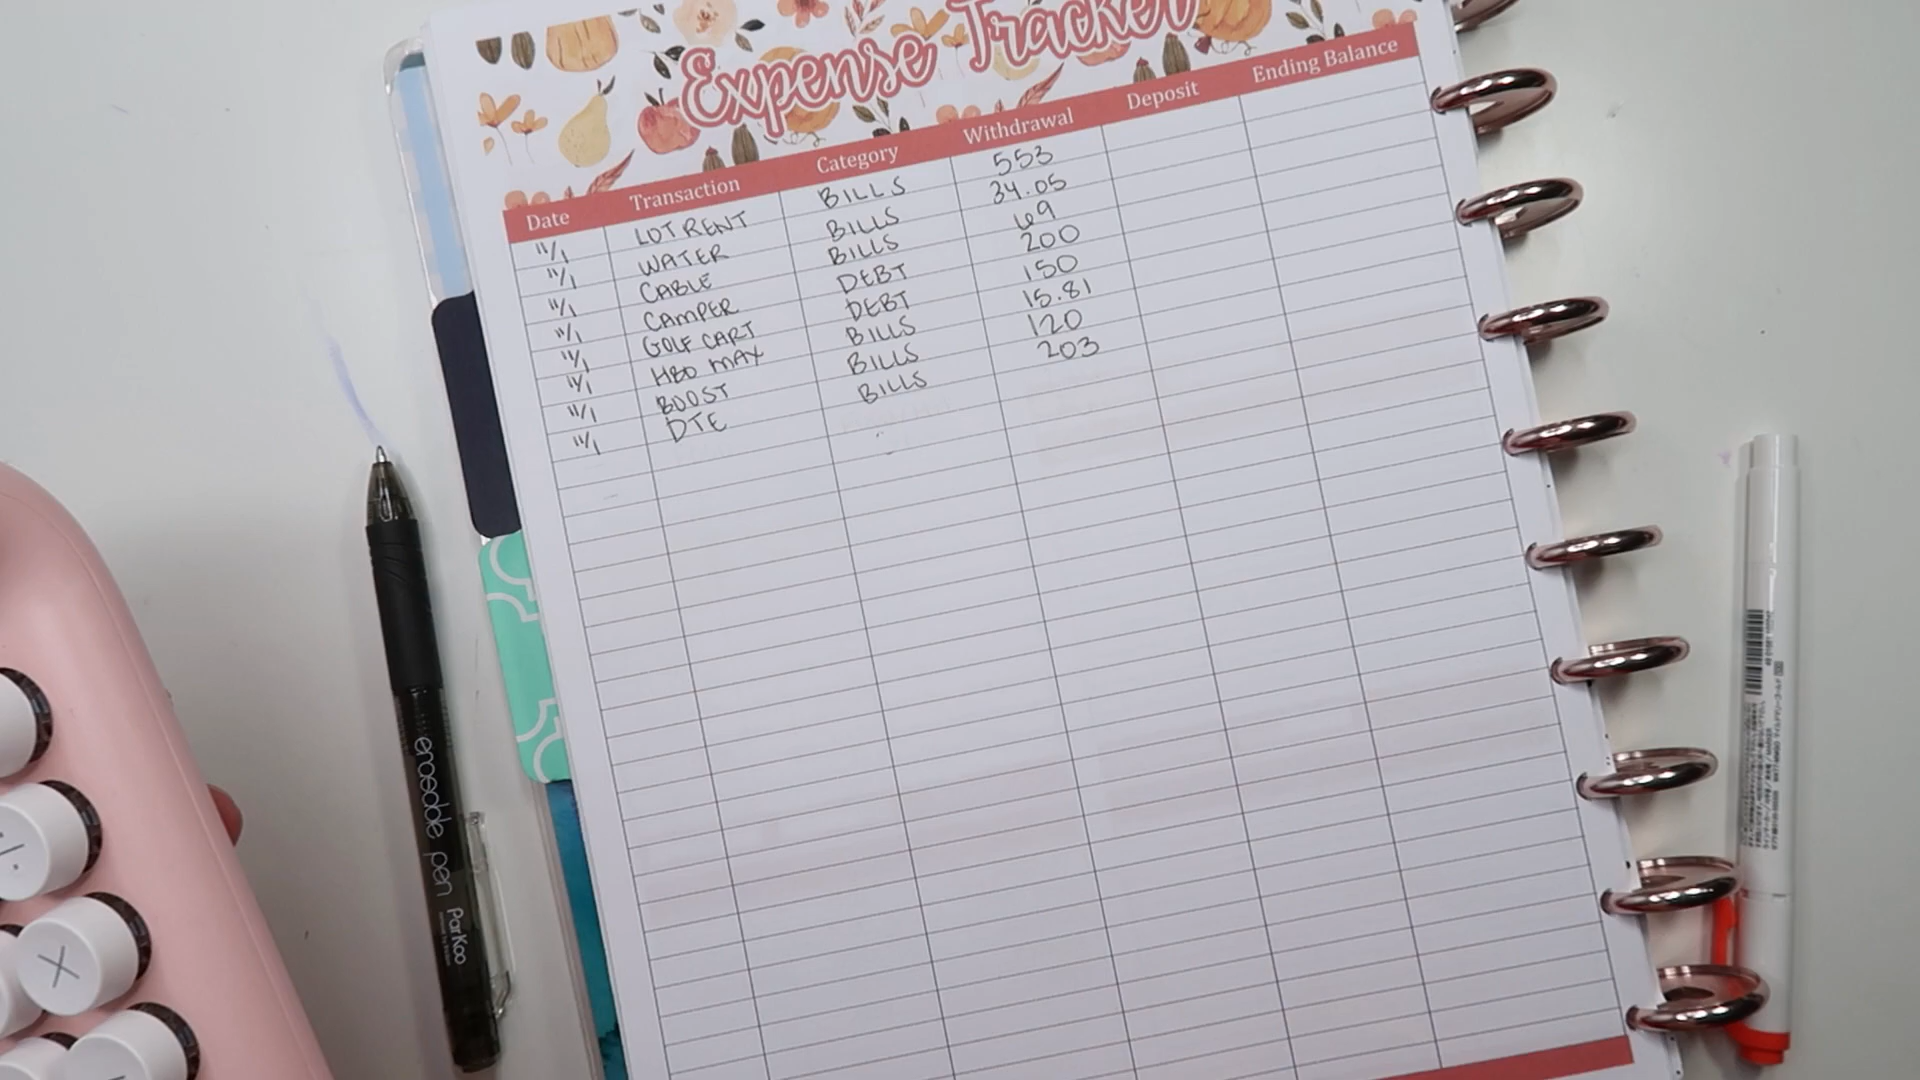 Expense Tracker
Date Transaction Category Withdrawal Deposit Ending Balance
11/1 LOT RENT BILLS 553
11/1 WATER BILLS 34.05
11/1 CABLE BILLS 69
11/1 CAMPER DEBT 200
11/1 GOLF CART DEBT 150
11/1 HBO MAX BILLS 15.81
11/1 BOOST BILLS 120
11/1 DTE BILLS 203
erasable pen ParKoo
X